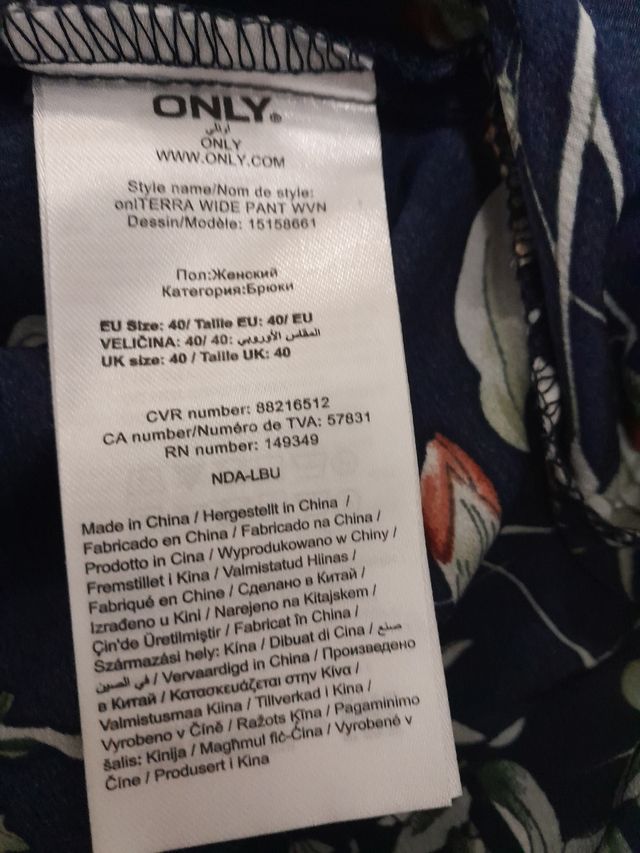 ONLY®
اونلي
ONLY
WWW.ONLY.COM
Style name/Nom de style:
onlTERRA WIDE PANT WVN
Dessin/Modèle: 15158661
Пол:Женский
Категория:Брюки
EU Size: 40/ Taille EU: 40/ EU
VELIČINA: 40/ 40: المقاس الأوروبي
UK size: 40 / Taille UK: 40
CVR number: 88216512
CA number/Numéro de TVA: 57831
RN number: 149349
NDA-LBU
Made in China / Hergestellt in China /
Fabricado en China / Fabricado na China /
Prodotto in Cina / Wyprodukowano w Chiny /
Fremstillet i Kina / Valmistatud Hiinas /
Fabriqué en Chine / Сделано в Китай /
Izrađeno u Kini / Narejeno na Kitajskem /
Çin'de Üretilmiştir / Fabricat în China /
Származási hely: Kína / Dibuat di Cina / صنع
في الصين / Vervaardigd in China / Произведено
в Китай / Κατασκευάζεται στην Κίνα /
Valmistusmaa Kiina / Tillverkad i Kina /
Vyrobeno v Číně / Ražots Ķīna / Pagaminimo
šalis: Kinija / Magħmul fiċ-Ċina / Vyrobené v
Číne / Produsert i Kina